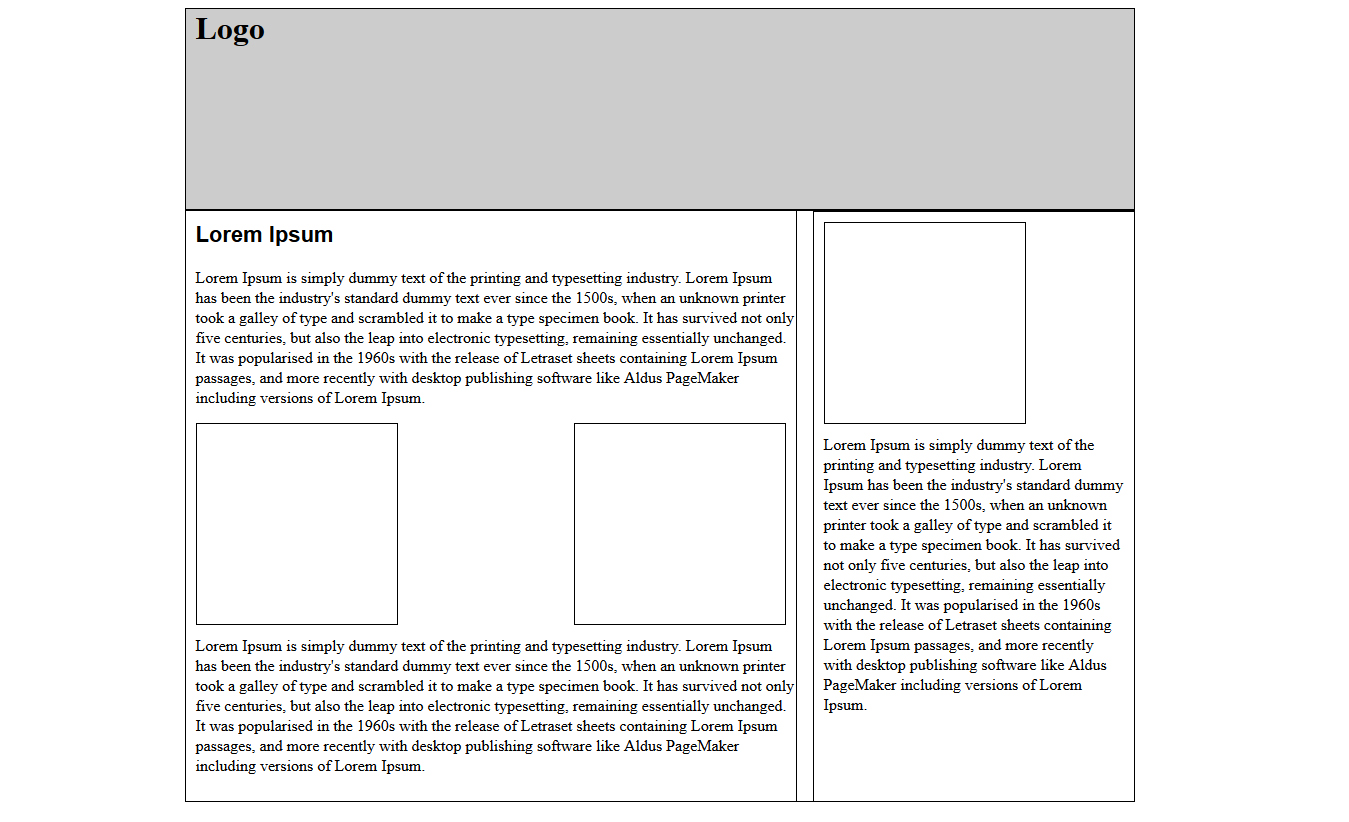 Logo
Lorem Ipsum
Lorem Ipsum is simply dummy text of the printing and typesetting industry. Lorem Ipsum
has been the industry's standard dummy text ever since the 1500s, when an unknown printer
took a galley of type and scrambled it to make a type specimen book. It has survived not only
five centuries, but also the leap into electronic typesetting, remaining essentially unchanged.
It was popularised in the 1960s with the release of Letraset sheets containing Lorem Ipsum
passages, and more recently with desktop publishing software like Aldus PageMaker
including versions of Lorem Ipsum.
Lorem Ipsum is simply dummy text of the printing and typesetting industry. Lorem Ipsum
has been the industry's standard dummy text ever since the 1500s, when an unknown printer
took a galley of type and scrambled it to make a type specimen book. It has survived not only
five centuries, but also the leap into electronic typesetting, remaining essentially unchanged.
It was popularised in the 1960s with the release of Letraset sheets containing Lorem Ipsum
passages, and more recently with desktop publishing software like Aldus PageMaker
including versions of Lorem Ipsum.
Lorem Ipsum is simply dummy text of the
printing and typesetting industry. Lorem
Ipsum has been the industry's standard dummy
text ever since the 1500s, when an unknown
printer took a galley of type and scrambled it
to make a type specimen book. It has survived
not only five centuries, but also the leap into
electronic typesetting, remaining essentially
unchanged. It was popularised in the 1960s
with the release of Letraset sheets containing
Lorem Ipsum passages, and more recently
with desktop publishing software like Aldus
PageMaker including versions of Lorem
Ipsum.